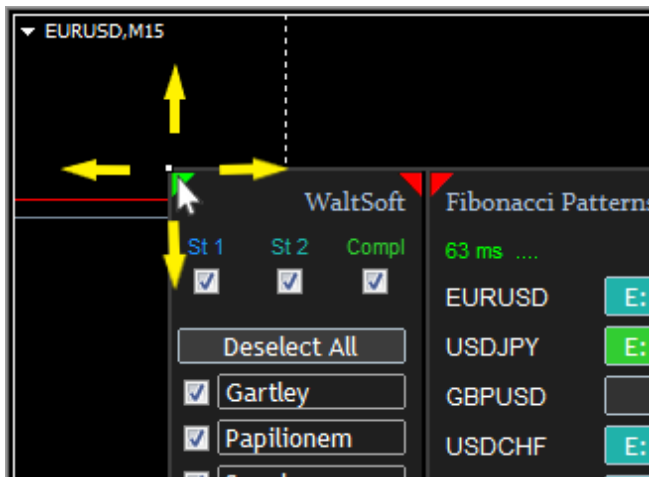 EURUSD,M15
WaltSoft
Fibonacci Patterns
St 1 St 2 Compl
63 ms ....
EURUSD E:
Deselect All
USDJPY E:
Gartley
GBPUSD
Papilionem
USDCHF E: